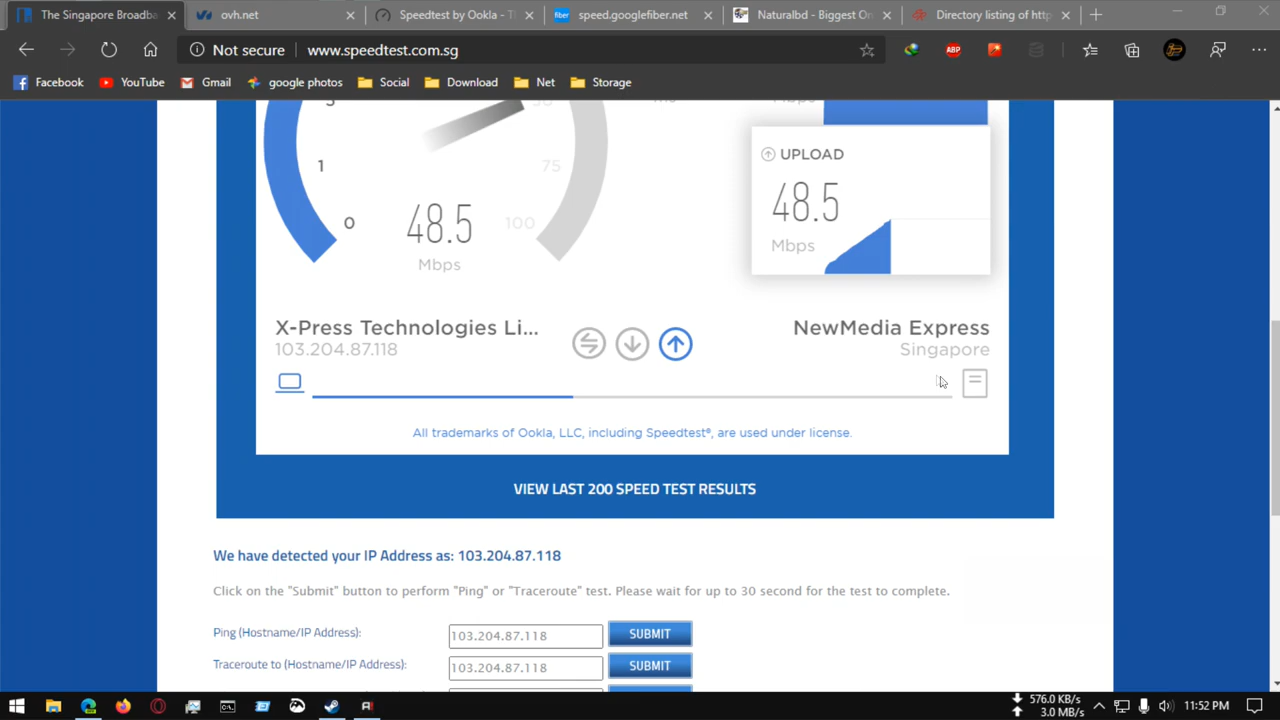 The Singapore Broadba
ovh.net
Speedtest by Ookla - T
fiber
speed.googlefiber.net
Naturalbd - Biggest On
Directory listing of http
Not secure
www.speedtest.com.sg
ABP
Facebook
YouTube
Gmail
google photos
Social
Download
Net
Storage
1
75
0
48.5
100
Mbps
UPLOAD
48.5
Mbps
X-Press Technologies Li...
103.204.87.118
NewMedia Express
Singapore
All trademarks of Ookla, LLC, including Speedtest®, are used under license.
VIEW LAST 200 SPEED TEST RESULTS
We have detected your IP Address as: 103.204.87.118
Click on the "Submit" button to perform "Ping" or "Traceroute" test. Please wait for up to 30 second for the test to complete.
Ping (Hostname/IP Address):
103.204.87.118
SUBMIT
Traceroute to (Hostname/IP Address):
103.204.87.118
SUBMIT
576.0 KB/s
3.0 MB/s
11:52 PM